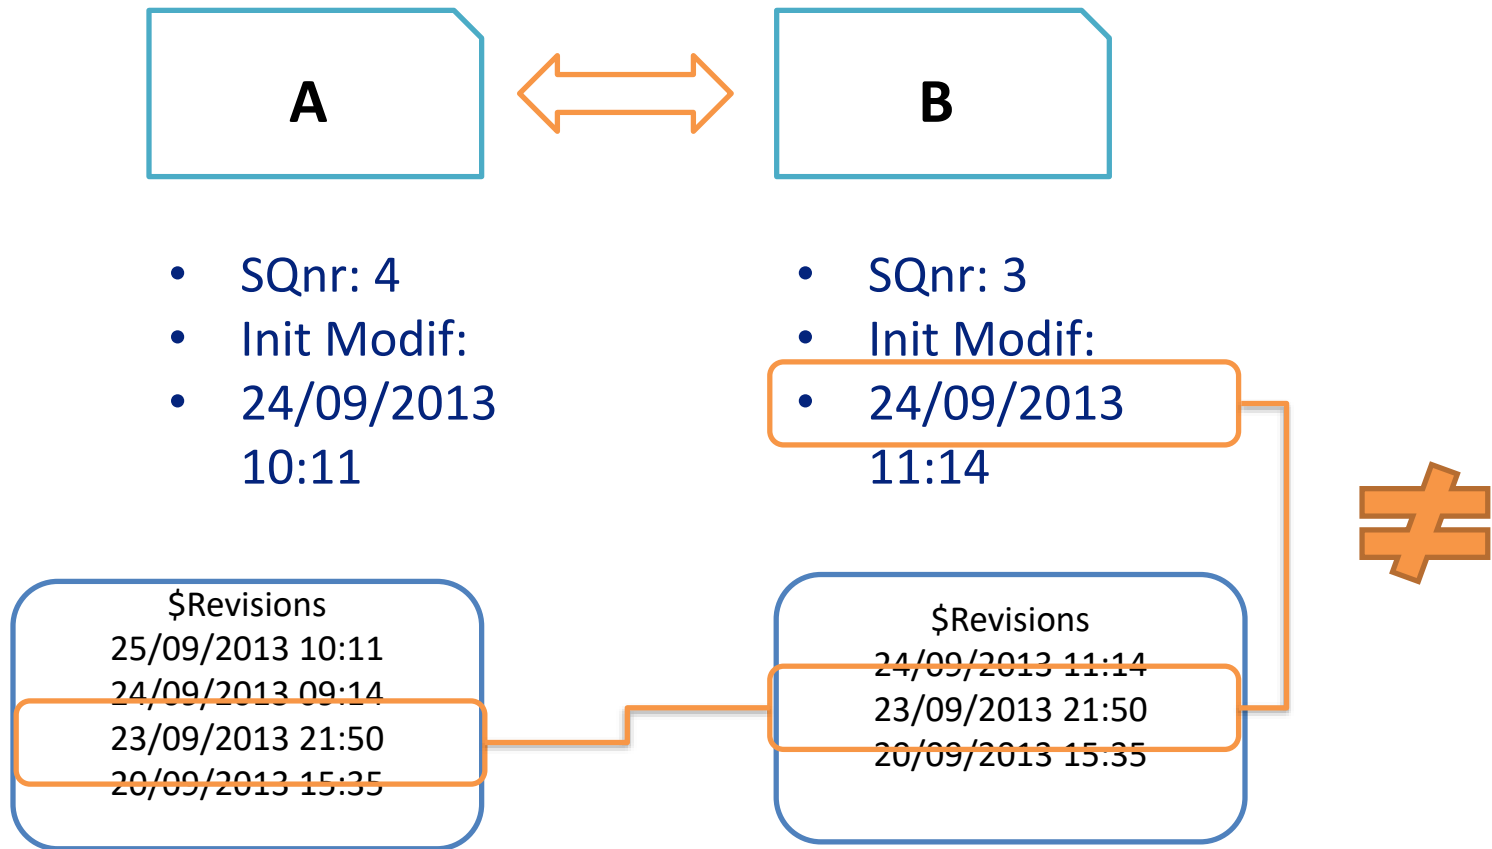 A
B
• SQnr: 4
• Init Modif:
• 24/09/2013
10:11
• SQnr: 3
• Init Modif:
• 24/09/2013
11:14
$Revisions
25/09/2013 10:11
24/09/2013 09:14
23/09/2013 21:50
20/09/2013 15:35
$Revisions
24/09/2013 11:14
23/09/2013 21:50
20/09/2013 15:35